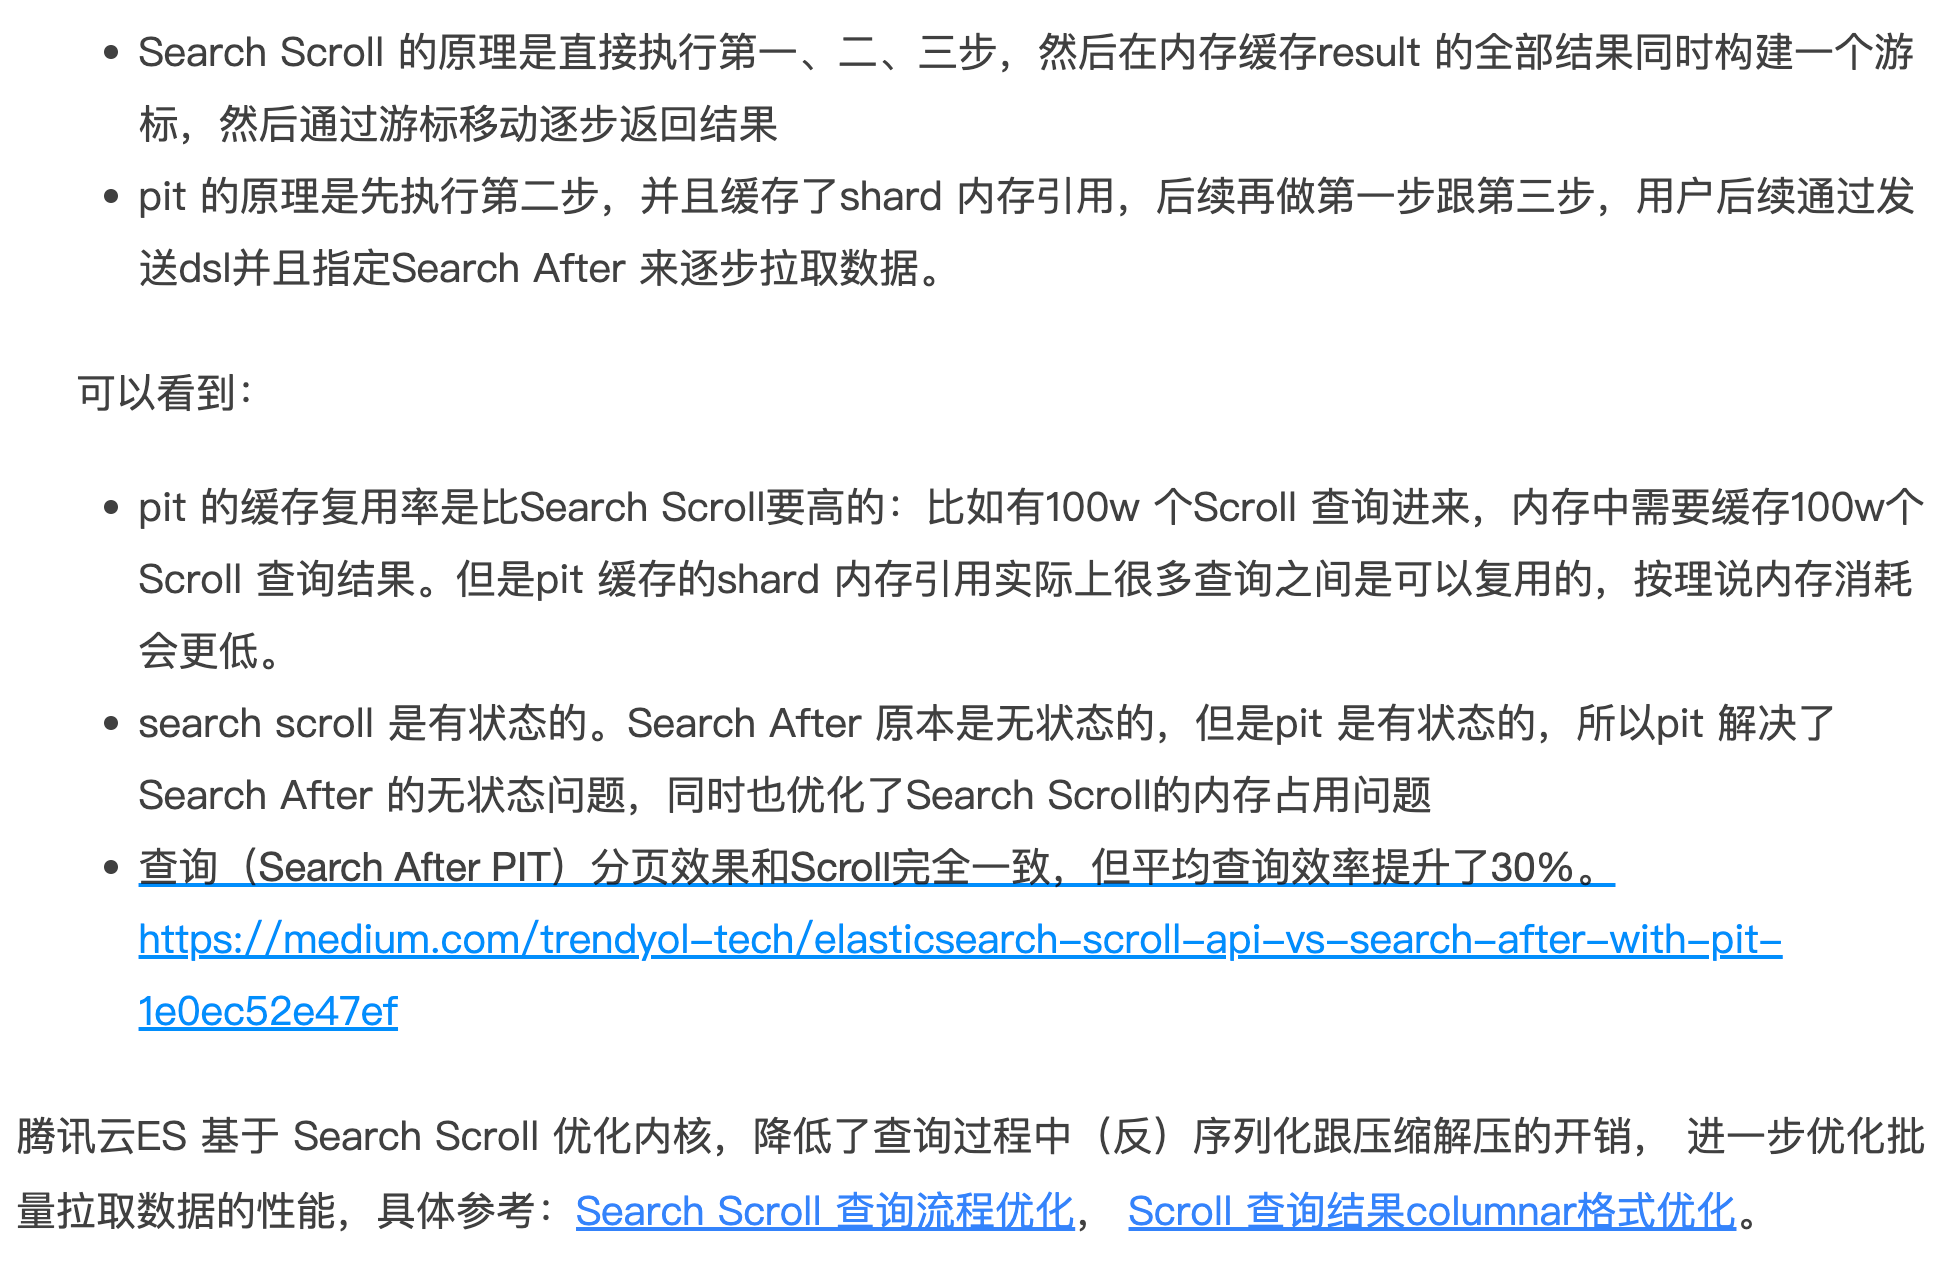 Search Scroll 的原理是直接执行第一、二、三步，然后在内存缓存result 的全部结果同时构建一个游
标，然后通过游标移动逐步返回结果
pit 的原理是先执行第二步，并且缓存了shard 内存引用，后续再做第一步跟第三步，用户后续通过发
送dsl并且指定Search After 来逐步拉取数据。
可以看到：
pit 的缓存复用率是比Search Scroll要高的：比如有100w 个Scroll 查询进来，内存中需要缓存100w个
Scroll 查询结果。但是pit 缓存的shard 内存引用实际上很多查询之间是可以复用的，按理说内存消耗
会更低。
search scroll 是有状态的。Search After 原本是无状态的，但是pit 是有状态的，所以pit 解决了
Search After 的无状态问题，同时也优化了Search Scroll的内存占用问题
查询（Search After PIT）分页效果和Scroll完全一致，但平均查询效率提升了30%。
https://medium.com/trendyol-tech/elasticsearch-scroll-api-vs-search-after-with-pit-
1e0ec52e47ef
腾讯云ES 基于 Search Scroll 优化内核，降低了查询过程中（反）序列化跟压缩解压的开销， 进一步优化批
量拉取数据的性能，具体参考：Search Scroll 查询流程优化， Scroll 查询结果columnar格式优化。